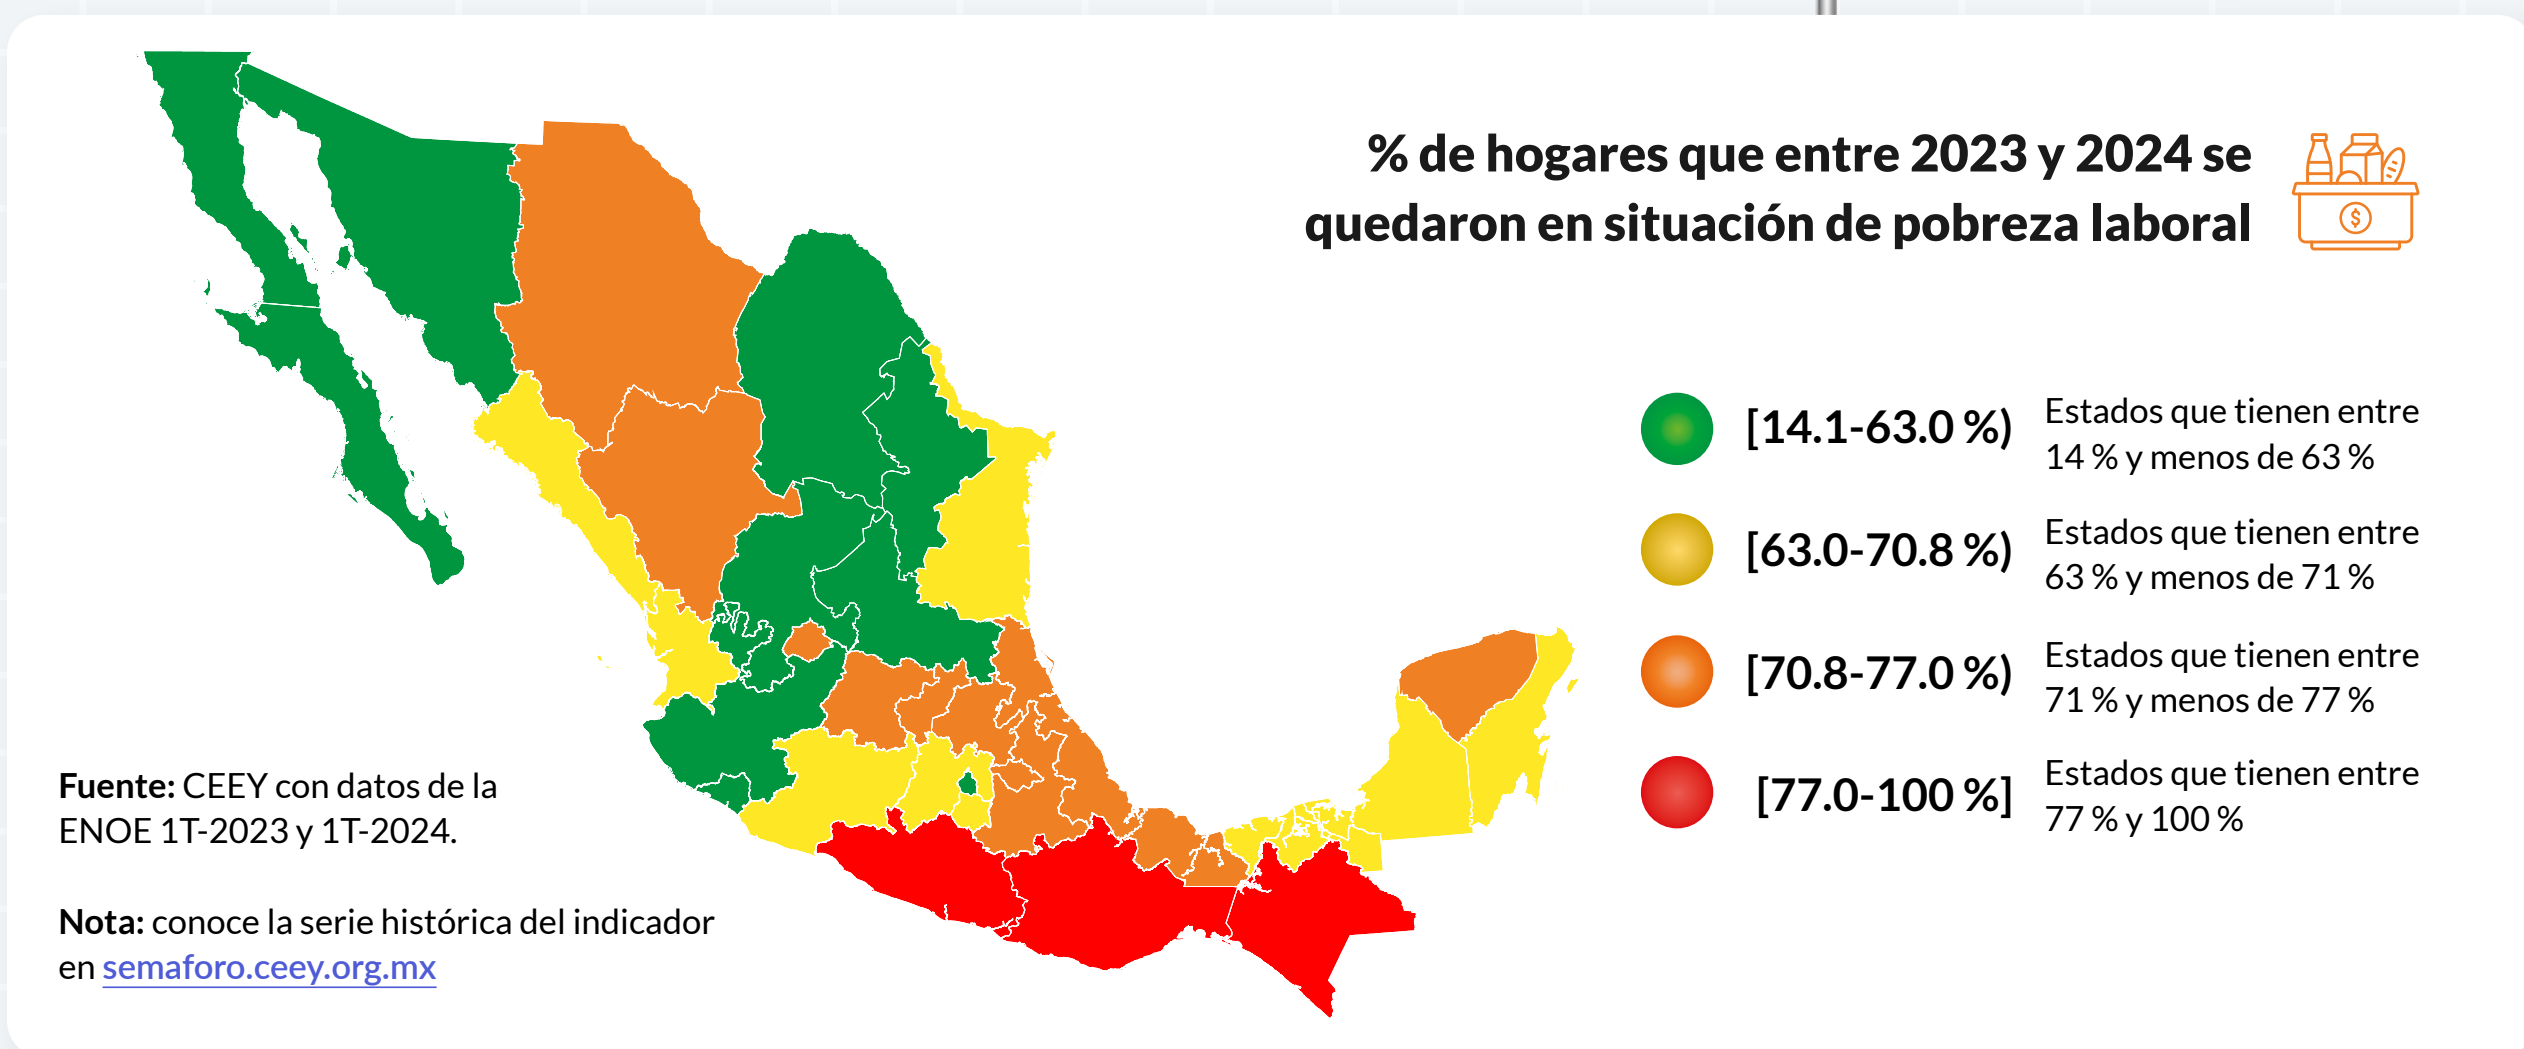 % de hogares que entre 2023 y 2024 se
quedaron en situación de pobreza laboral
$
[14.1-63.0 %)
Estados que tienen entre
14 % y menos de 63 %
[63.0-70.8 %)
Estados que tienen entre
63 % y menos de 71 %
[70.8-77.0 %)
Estados que tienen entre
71 % y menos de 77 %
[77.0-100 %]
Estados que tienen entre
77 % y 100 %
Fuente: CEEY con datos de la
ENOE 1T-2023 y 1T-2024.
Nota: conoce la serie histórica del indicador
en semaforo.ceey.org.mx